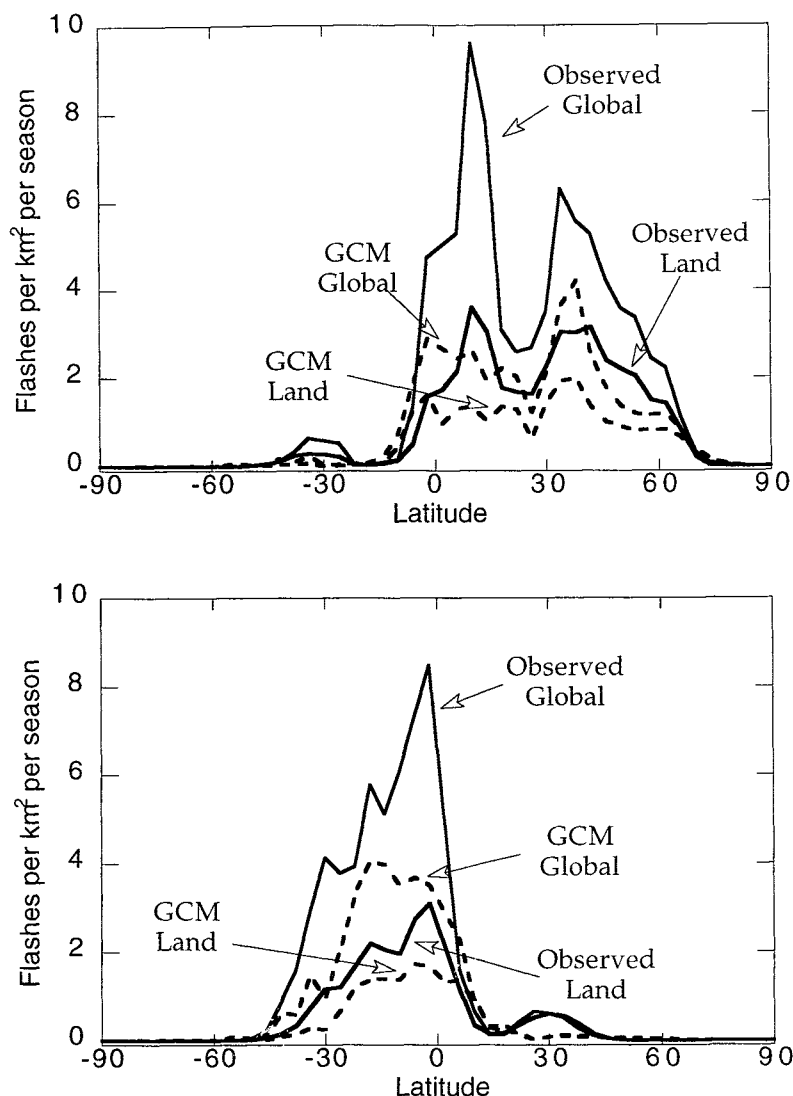 10
8
6
4
2
0
Flashes per km² per season
Observed
Global
GCM
Global
Observed
Land
GCM
Land
-90 -60 -30 0 30 60 90
Latitude
10
8
6
4
2
0
Flashes per km² per season
Observed
Global
GCM
Global
GCM
Land
Observed
Land
-90 -60 -30 0 30 60 90
Latitude